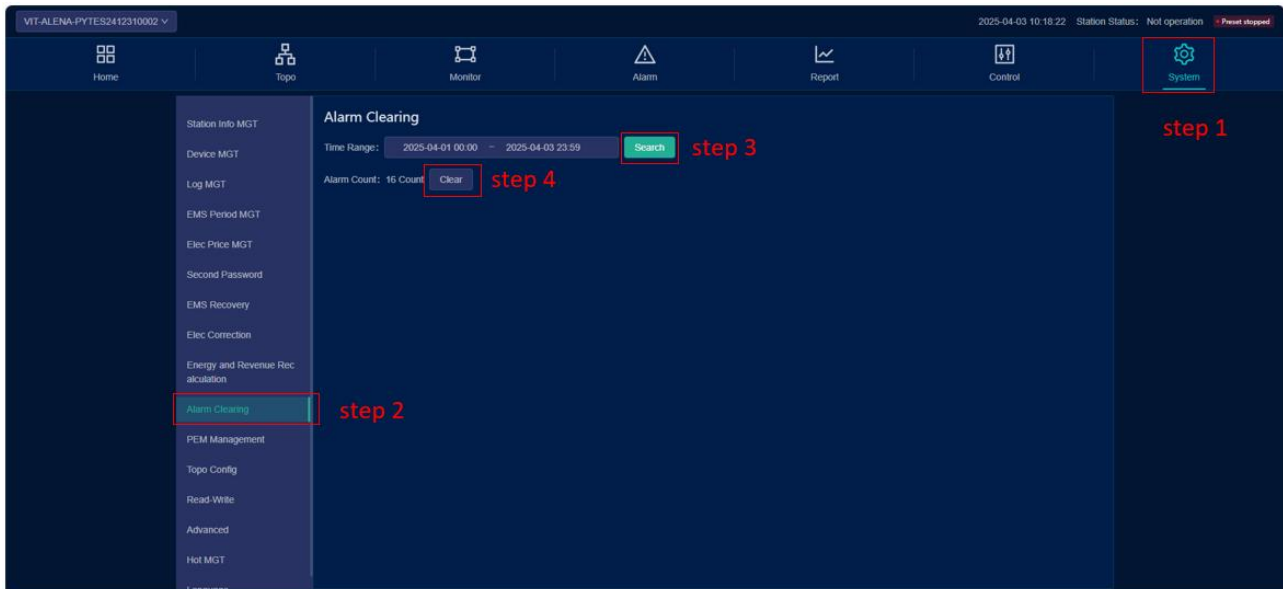 VIT-ALENA-PYTES2412310002
2025-04-03 10:18:22 Station Status: Not operation Preset stopped
Home Topo Monitor Alarm Report Control System
step 1
Station Info MGT
Device MGT
Log MGT
EMS Period MGT
Elec Price MGT
Second Password
EMS Recovery
Elec Correction
Energy and Revenue Rec
alculation
Alarm Clearing
step 2
PEM Management
Topo Config
Read-Write
Advanced
Hot MGT
Alarm Clearing
Time Range: 2025-04-01 00:00 ~ 2025-04-03 23:59 Search step 3
Alarm Count: 16 Count Clear step 4